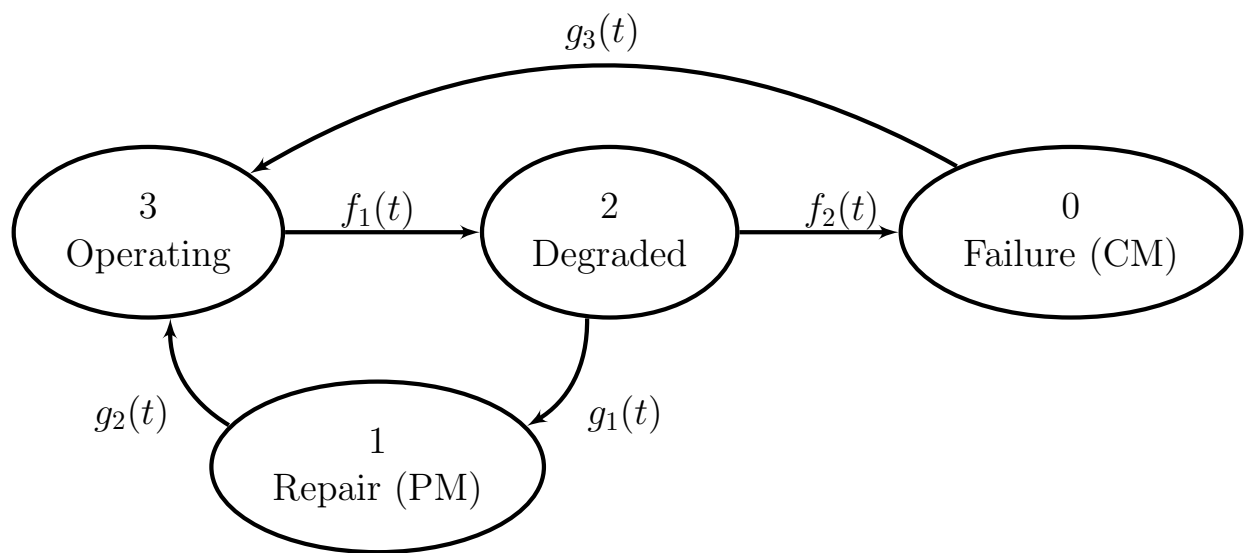 g₃(t)
3
Operating
f₁(t)
2
Degraded
f₂(t)
0
Failure (CM)
g₂(t)
1
Repair (PM)
g₁(t)